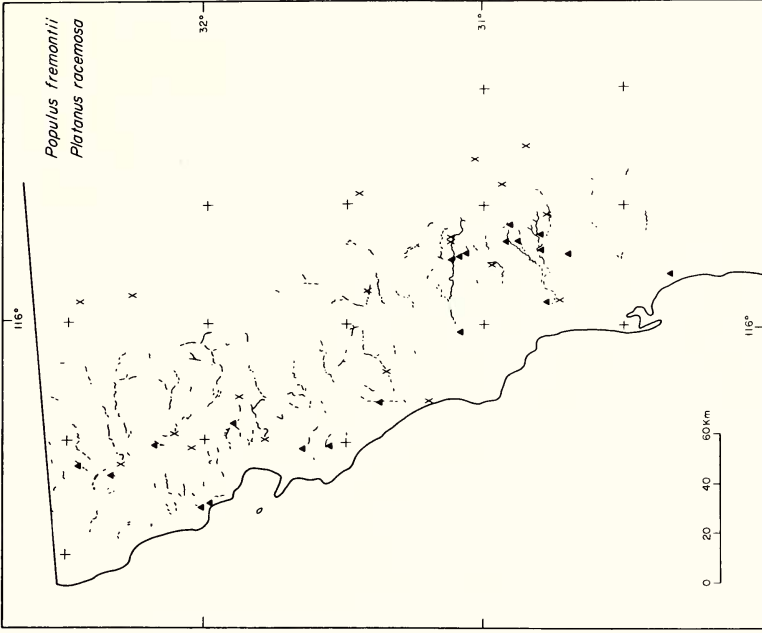 Populus fremontii
Platanus racemosa
32°
31°
116°
116°
0 20 40 60 Km